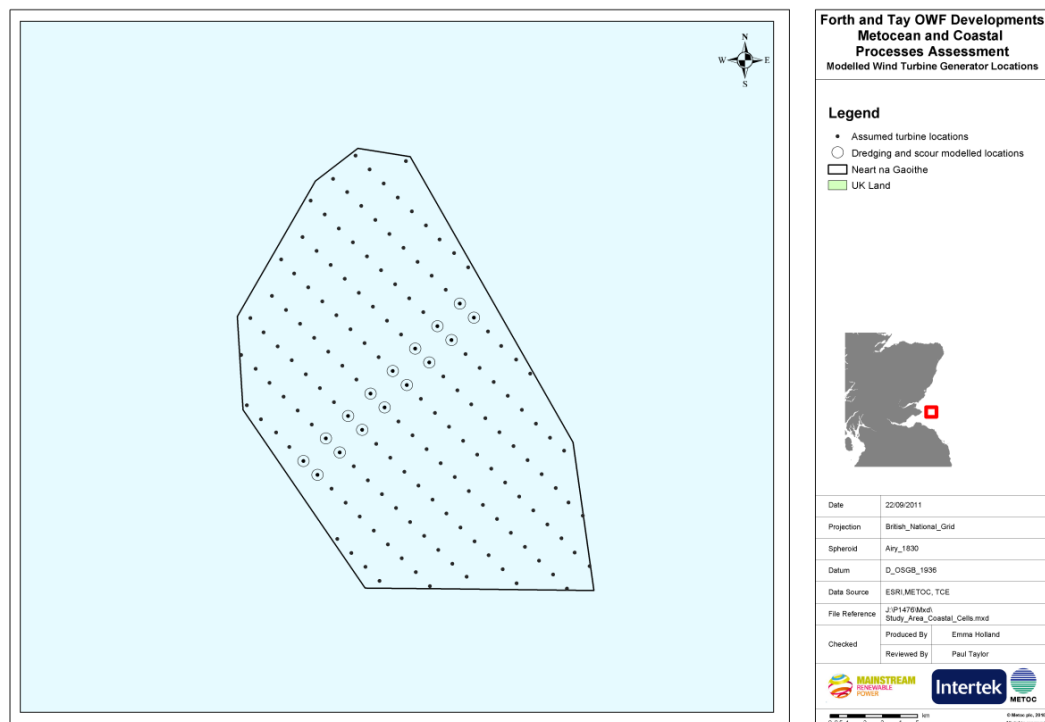 N
W E
S
Forth and Tay OWF Developments
Metocean and Coastal
Processes Assessment
Modelled Wind Turbine Generator Locations
Legend
Assumed turbine locations
Dredging and scour modelled locations
Neart na Gaoithe
UK Land
Date 22/09/2011
Projection British_National_Grid
Spheroid Airy_1830
Datum D_OSGB_1936
Data Source ESRI,METOC, TCE
File Reference J:\P1476\Mxd\
Study_Area_Coastal_Cells.mxd
Checked
Produced By Emma Holland
Reviewed By Paul Taylor
MAINSTREAM
RENEWABLE
POWER
Intertek
METOC
km